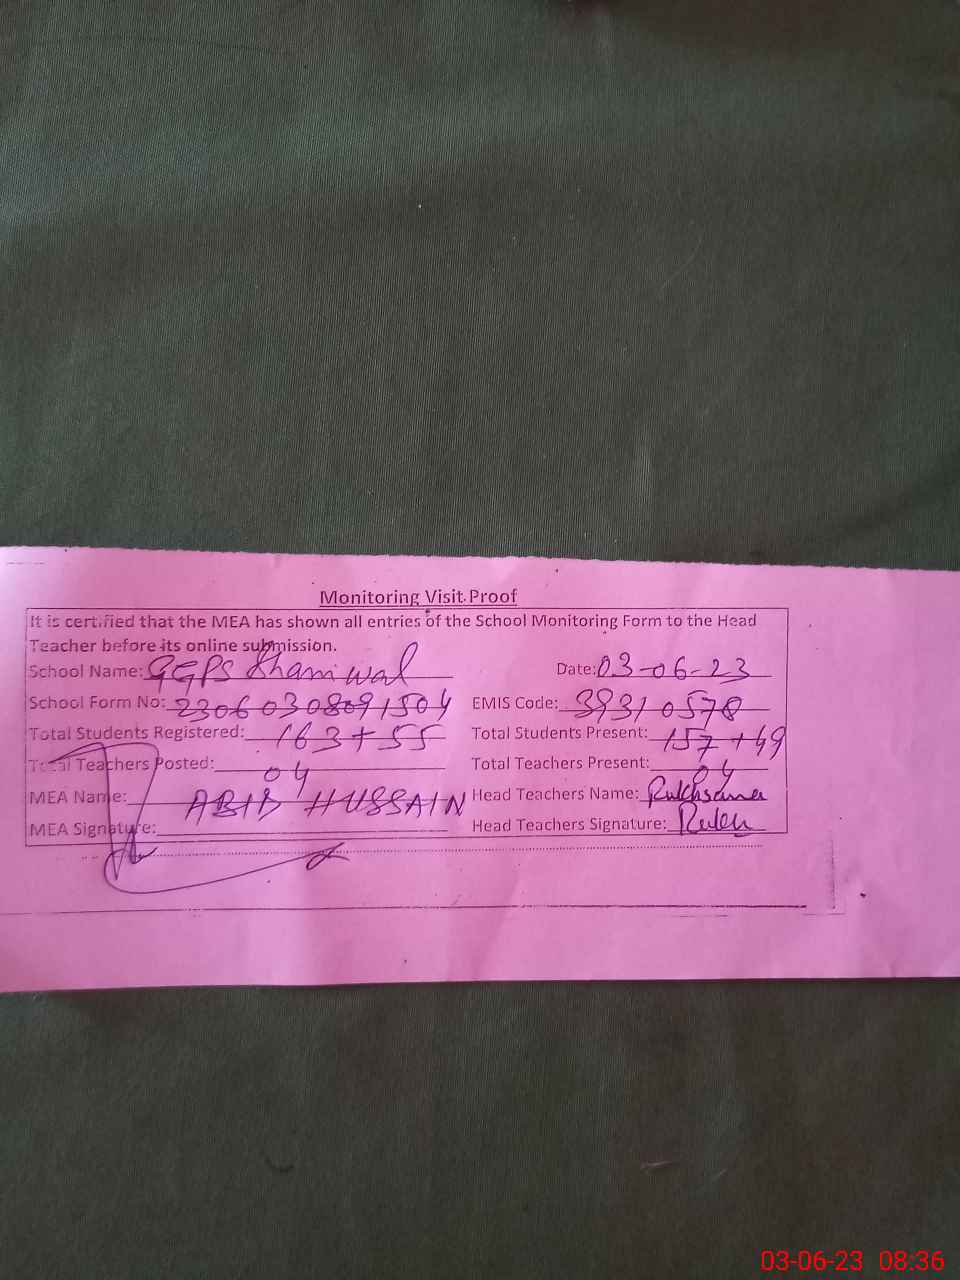 Monitoring Visit Proof
It is certified that the MEA has shown all entries of the School Monitoring Form to the Head
Teacher before its online submission.
School Name: GGPS Dhamiwal Date: 03-06-23
School Form No: 23060308091504 EMIS Code: 39310578
Total Students Registered: 163+55 Total Students Present: 157+49
Total Teachers Posted: 04 Total Teachers Present: 04
MEA Name: ABID HUSSAIN Head Teachers Name: Rukhsana
MEA Signature: Head Teachers Signature: Rukh
03-06-23 08:36